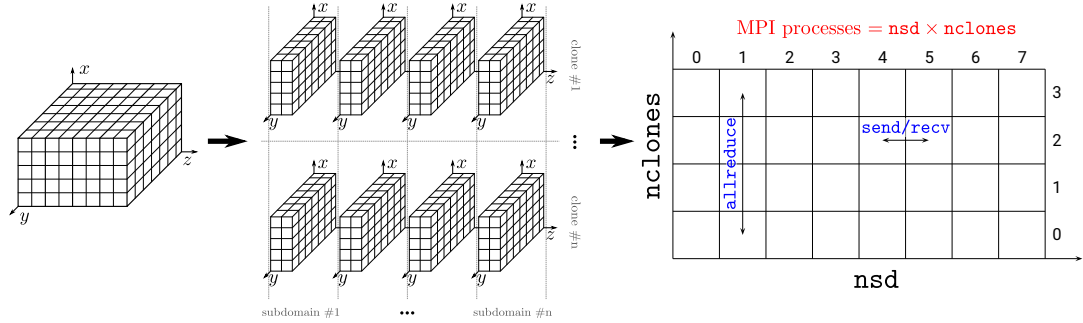 x
z
y
x
x
x
x
z
y
y
y
y
clone #1
...
x
x
x
x
z
y
y
y
y
clone #n
subdomain #1
...
subdomain #n
MPI processes = nsd × nclones
0 1 2 3 4 5 6 7
3
2
1
0
nclones
allreduce
send/recv
nsd